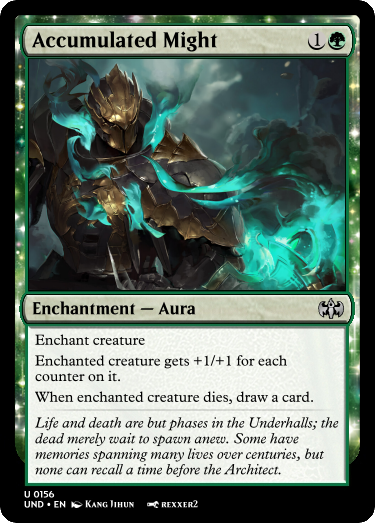 Accumulated Might 1
Enchantment — Aura
Enchant creature
Enchanted creature gets +1/+1 for each
counter on it.
When enchanted creature dies, draw a card.
Life and death are but phases in the Underhalls; the
dead merely wait to spawn anew. Some have
memories spanning many lives over centuries, but
none can recall a time before the Architect.
U 0156
UND • EN Kang Jihun rexxer2